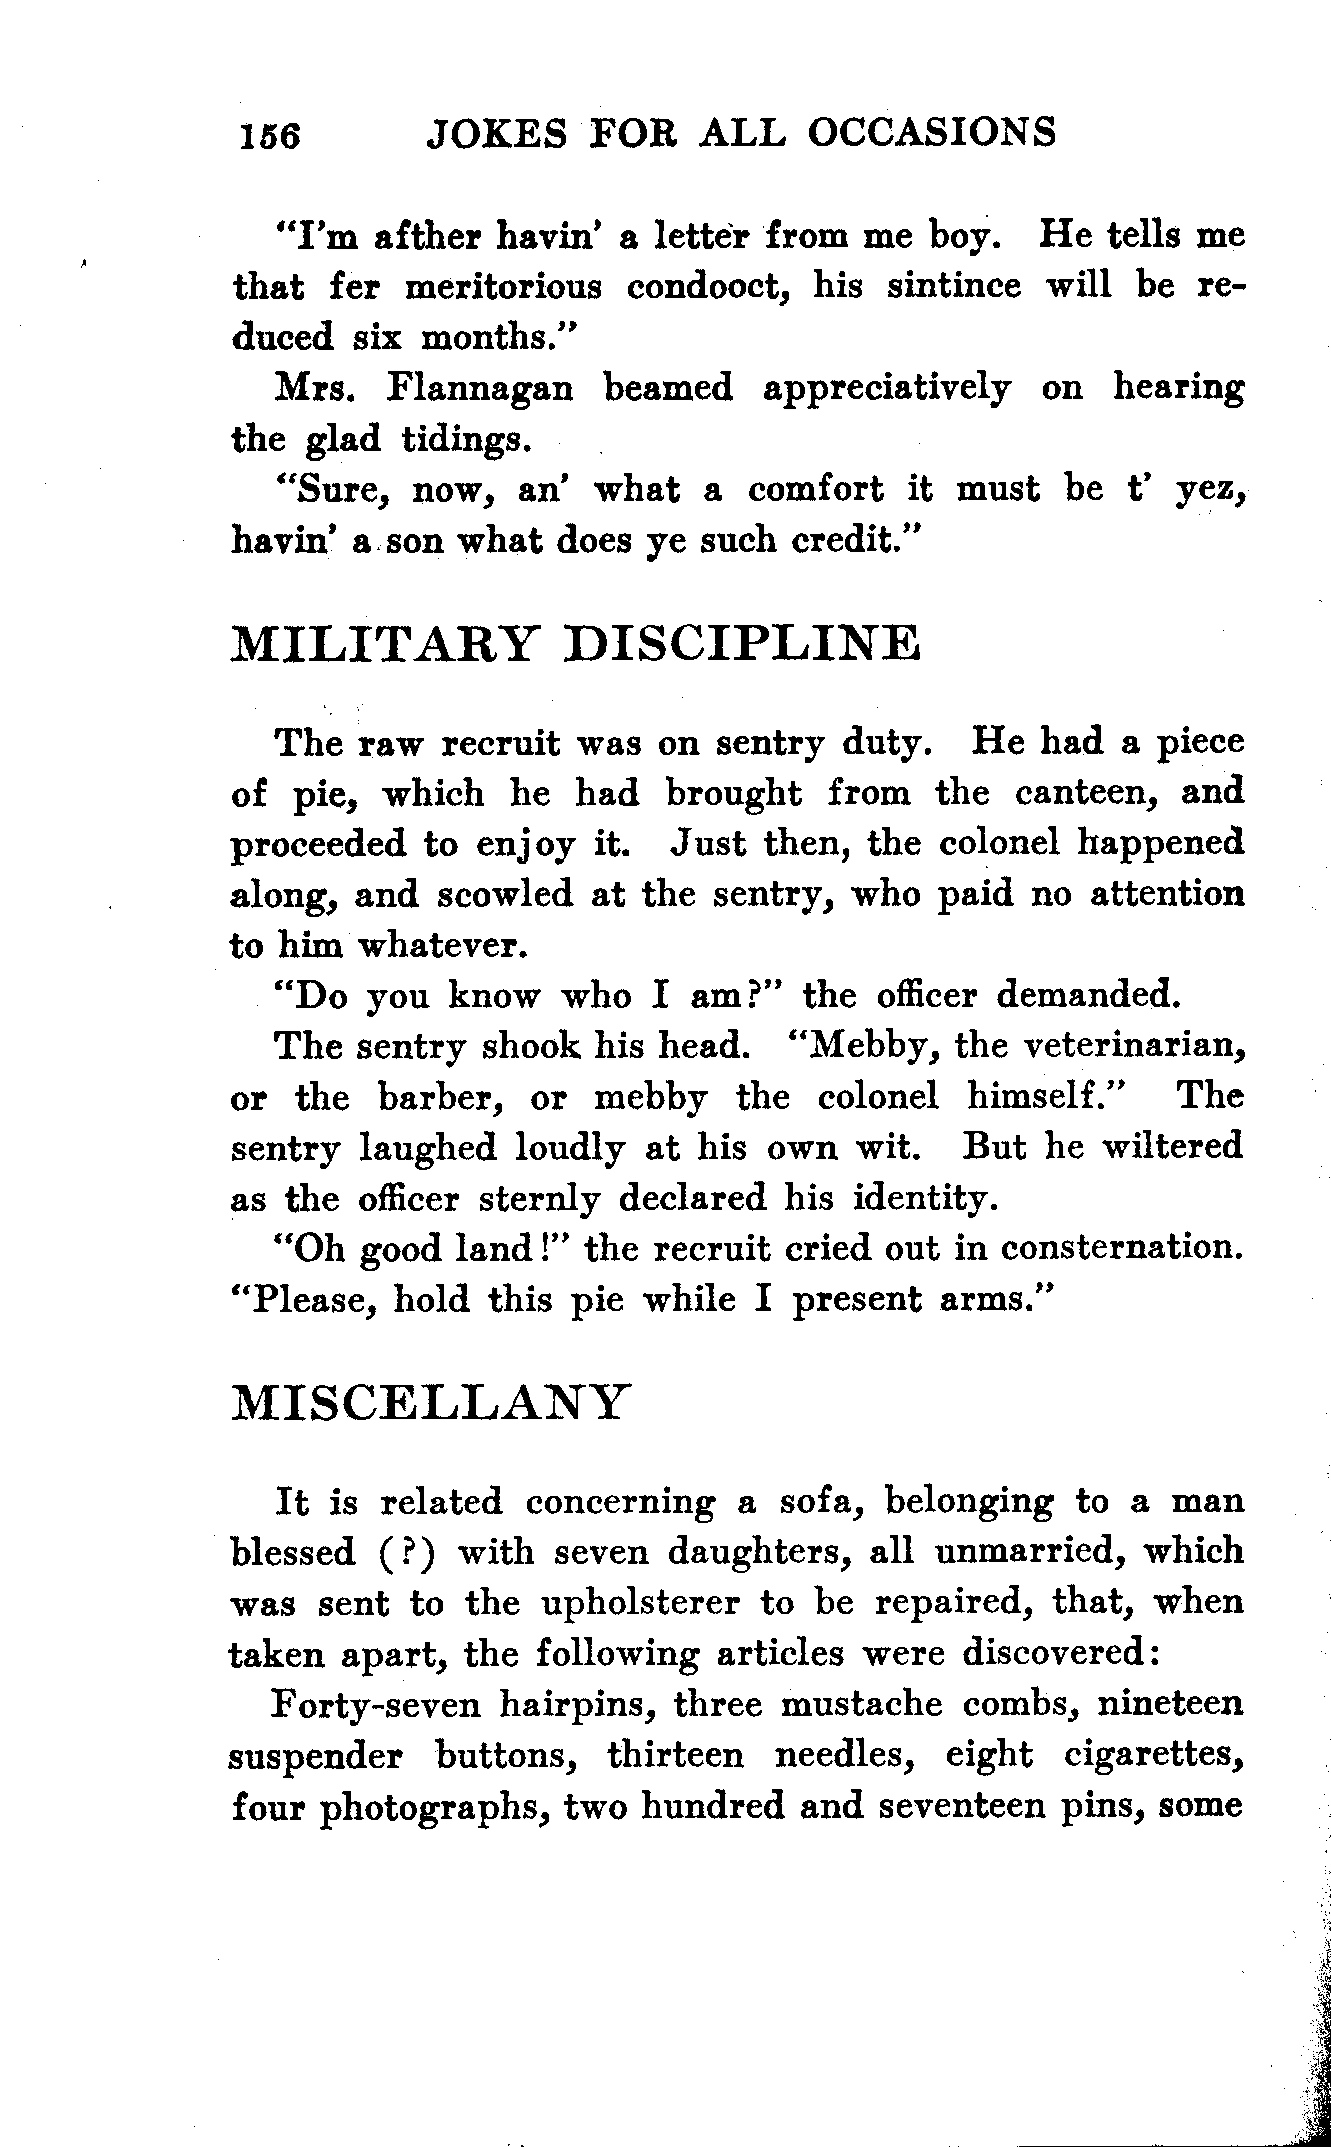 156 JOKES FOR ALL OCCASIONS
“I’m afther havin’ a letter from me boy. He tells me
that fer meritorious condooct, his sintince will be re-
duced six months.”
Mrs. Flannagan beamed appreciatively on hearing
the glad tidings.
“Sure, now, an’ what a comfort it must be t’ yez,
havin’ a son what does ye such credit.”
MILITARY DISCIPLINE
The raw recruit was on sentry duty. He had a piece
of pie, which he had brought from the canteen, and
proceeded to enjoy it. Just then, the colonel happened
along, and scowled at the sentry, who paid no attention
to him whatever.
“Do you know who I am?” the officer demanded.
The sentry shook his head. “Mebby, the veterinarian,
or the barber, or mebby the colonel himself.” The
sentry laughed loudly at his own wit. But he wiltered
as the officer sternly declared his identity.
“Oh good land!” the recruit cried out in consternation.
“Please, hold this pie while I present arms.”
MISCELLANY
It is related concerning a sofa, belonging to a man
blessed (?) with seven daughters, all unmarried, which
was sent to the upholsterer to be repaired, that, when
taken apart, the following articles were discovered:
Forty-seven hairpins, three mustache combs, nineteen
suspender buttons, thirteen needles, eight cigarettes,
four photographs, two hundred and seventeen pins, some